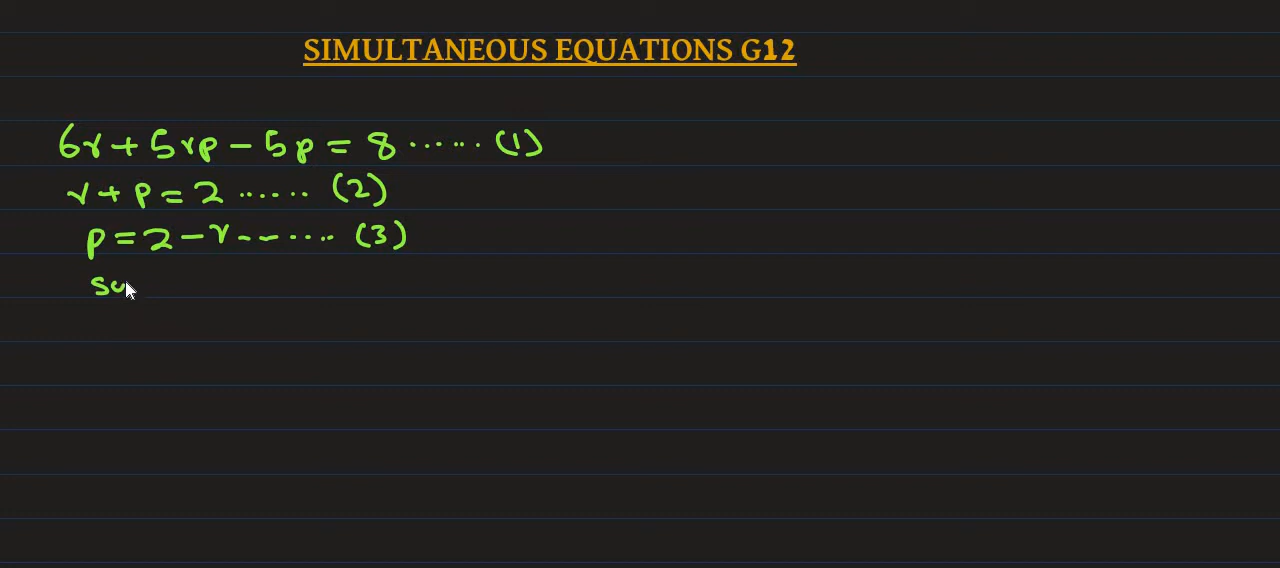 SIMULTANEOUS EQUATIONS G12
6r + 5rp - 5p = 8 ...... (1)
r + p = 2 ...... (2)
p = 2 - r -- ..... (3)
su